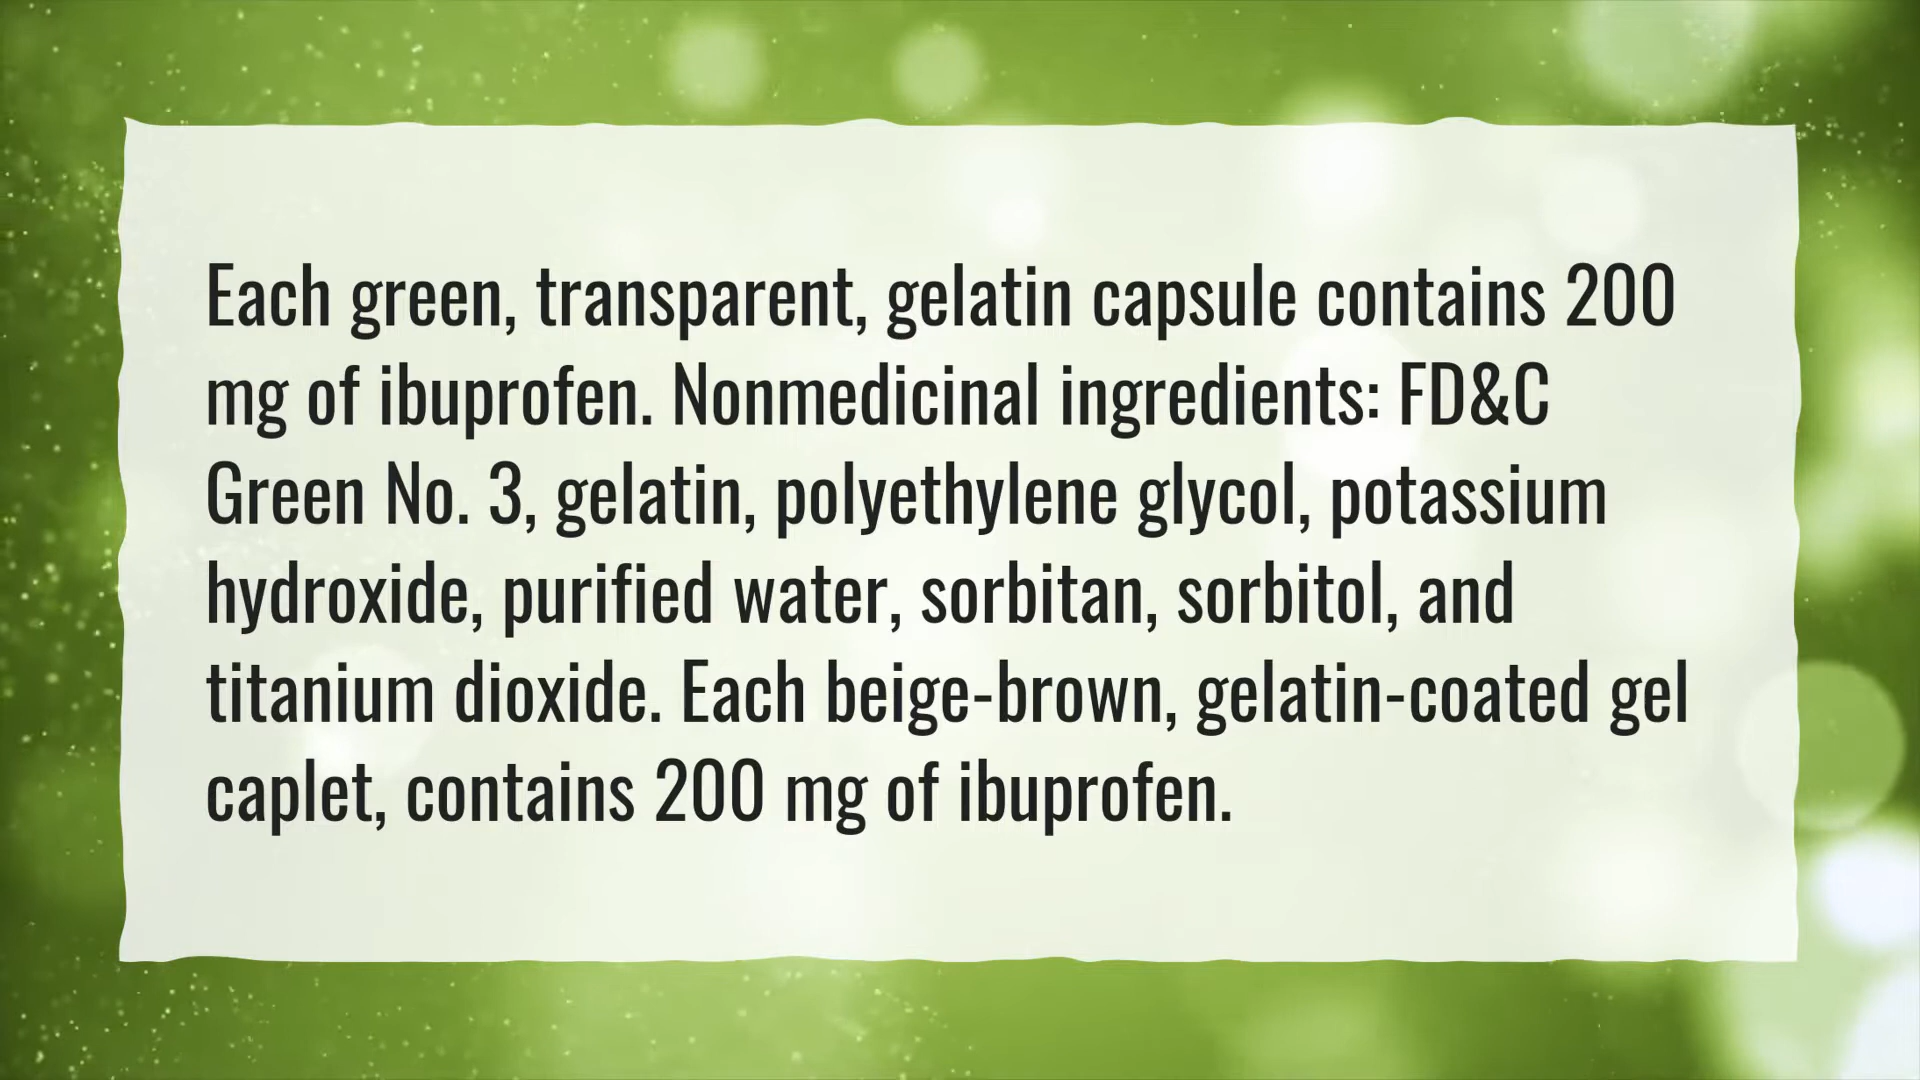 Each green, transparent, gelatin capsule contains 200
mg of ibuprofen. Nonmedicinal ingredients: FD&C
Green No. 3, gelatin, polyethylene glycol, potassium
hydroxide, purified water, sorbitan, sorbitol, and
titanium dioxide. Each beige-brown, gelatin-coated gel
caplet, contains 200 mg of ibuprofen.